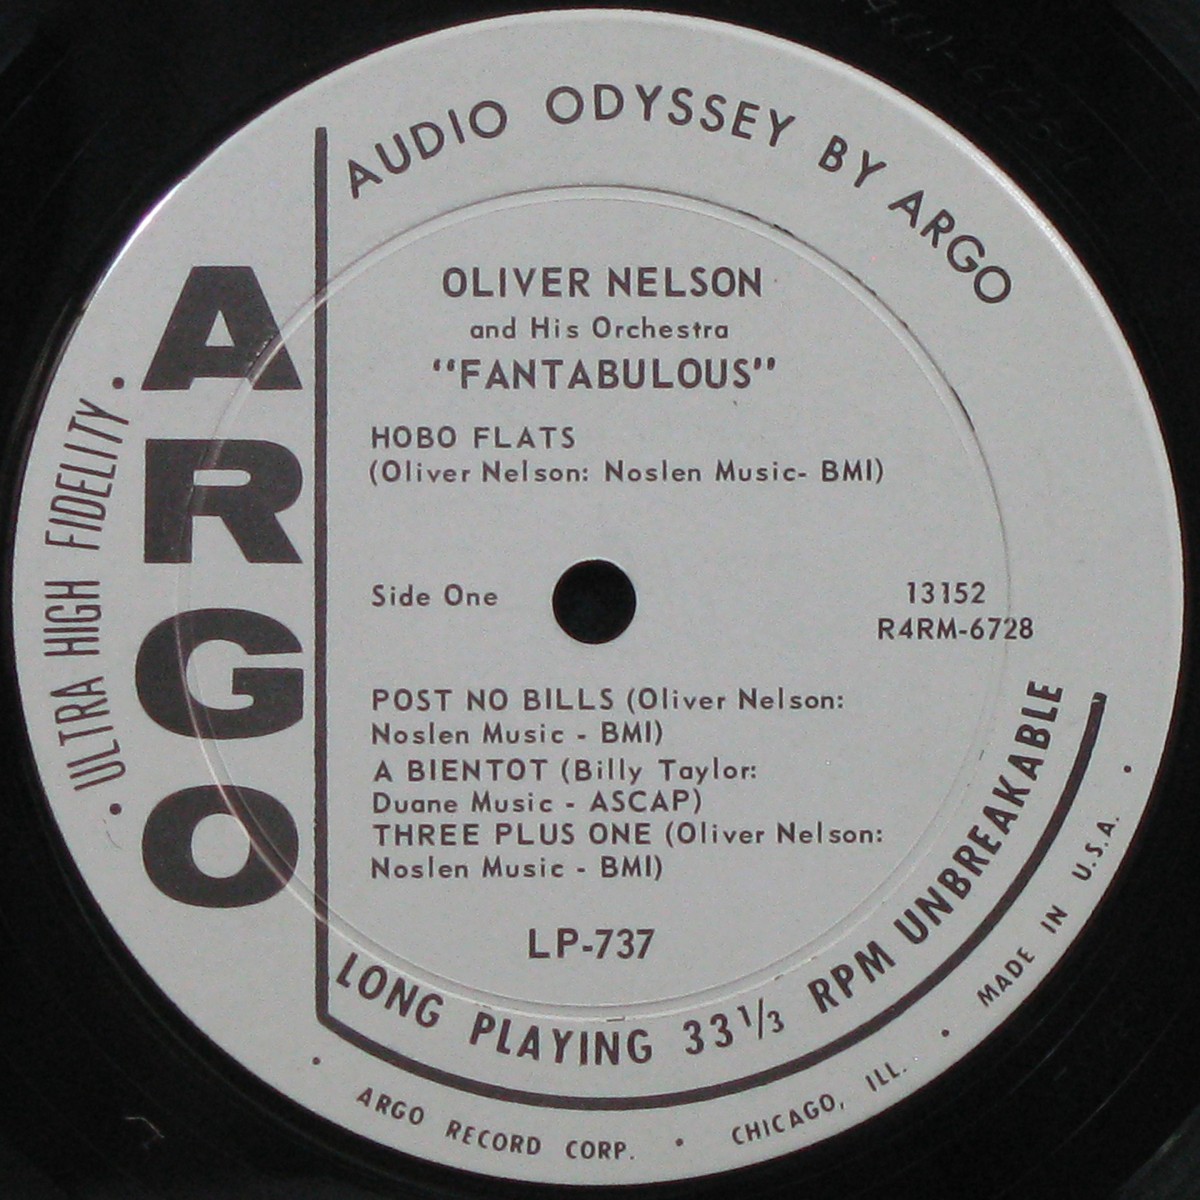 AUDIO ODYSSEY BY ARGO
ARGO
• ULTRA HIGH FIDELITY •
OLIVER NELSON
and His Orchestra
"FANTABULOUS"
HOBO FLATS
(Oliver Nelson: Noslen Music- BMI)
Side One
13152
R4RM-6728
POST NO BILLS (Oliver Nelson:
Noslen Music - BMI)
A BIENTOT (Billy Taylor:
Duane Music - ASCAP)
THREE PLUS ONE (Oliver Nelson:
Noslen Music - BMI)
LP-737
LONG PLAYING 33⅓ RPM UNBREAKABLE
• ARGO RECORD CORP. • CHICAGO, ILL. • MADE IN U.S.A. •